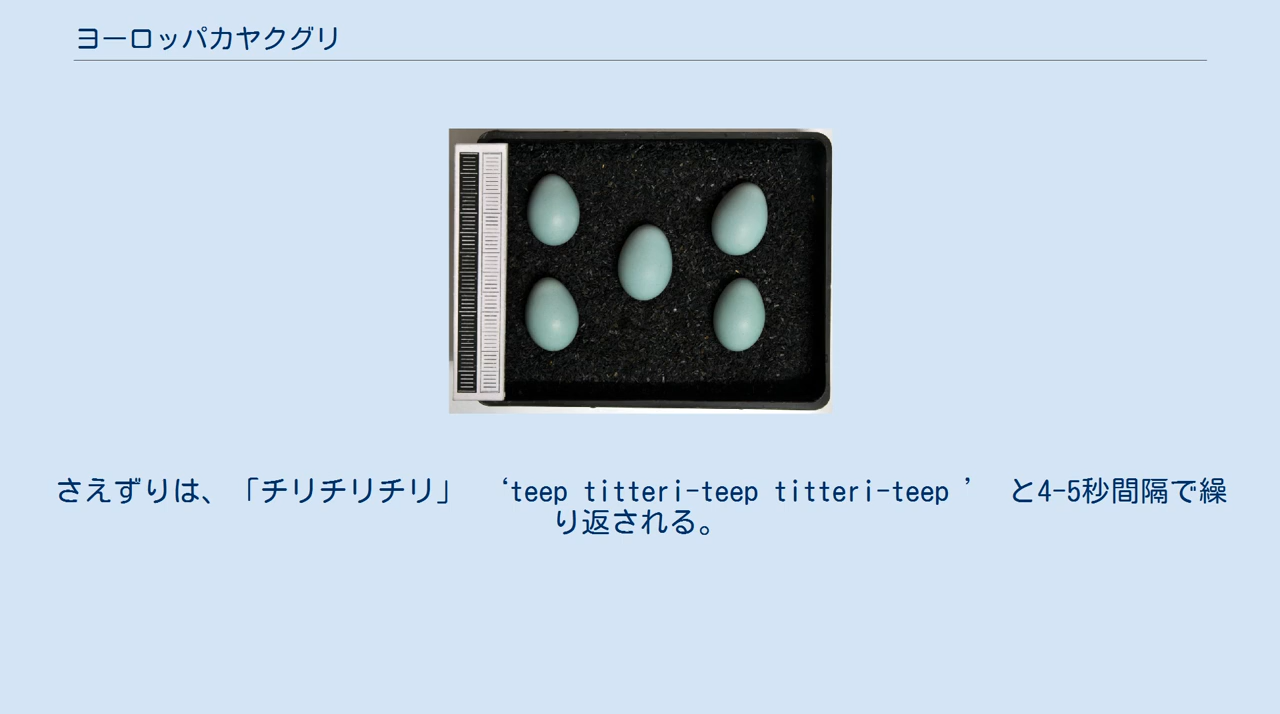 ヨーロッパカヤクグリ
さえずりは、「チリチリチリ」　‘teep titteri-teep titteri-teep ’　と4-5秒間隔で繰
り返される。